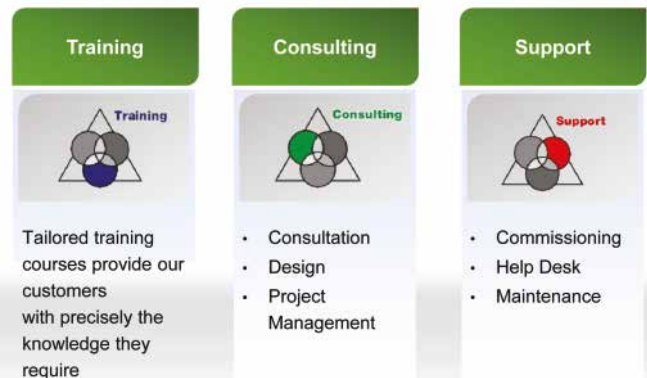 Training
Training
Tailored training
courses provide our
customers
with precisely the
knowledge they
require
Consulting
Consulting
• Consultation
• Design
• Project
Management
Support
Support
• Commissioning
• Help Desk
• Maintenance